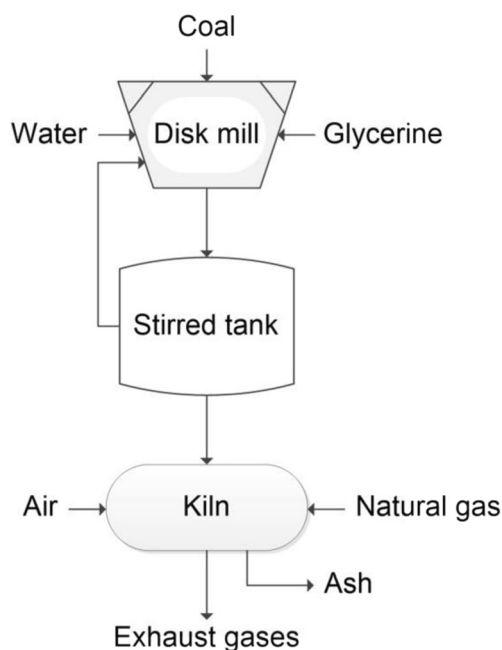 Coal
Water
Disk mill
Glycerine
Stirred tank
Air
Kiln
Natural gas
Ash
Exhaust gases